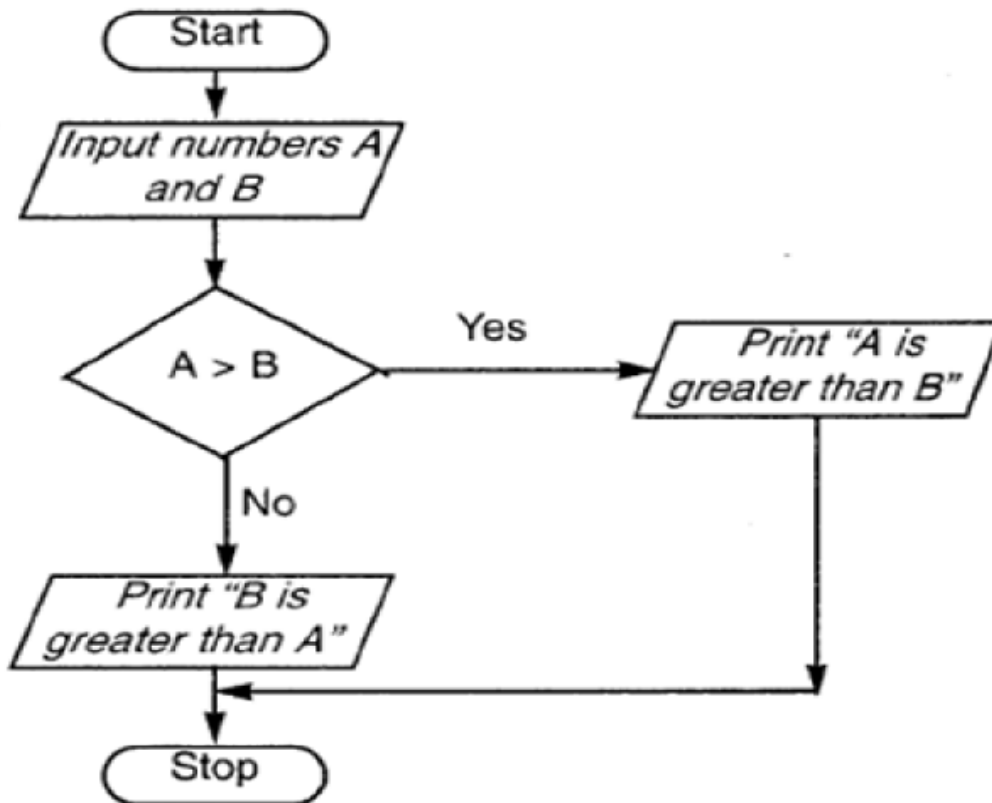 Start
Input numbers A
and B
A > B
Yes
Print “A is
greater than B”
No
Print “B is
greater than A”
Stop